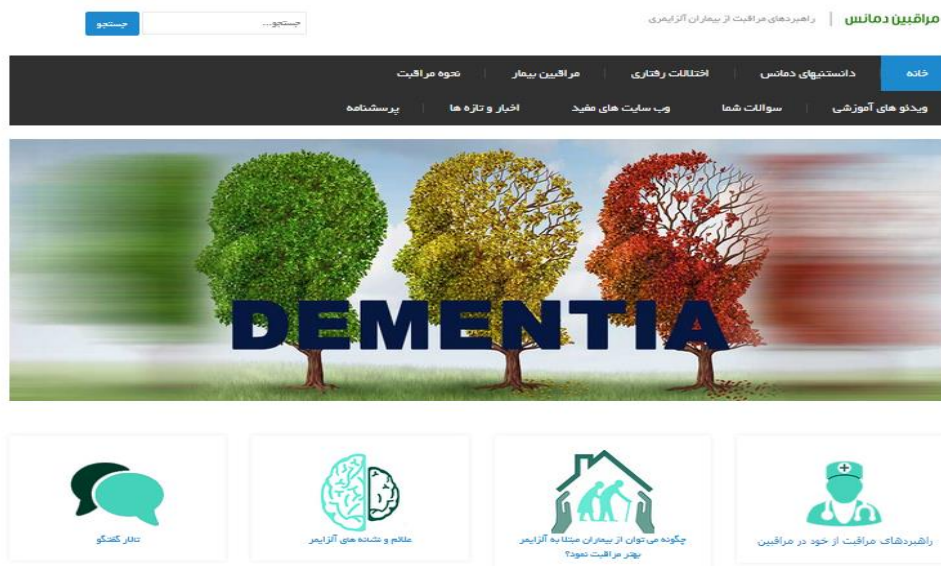 مراقبین دمانس | راهبردهای مراقبت از بیماران آلزایمری
جستجو...
جستجو
خانه | دانستنیهای دمانس | اختلالات رفتاری | مراقبین بیمار | نحوه مراقبت
ویدئو های آموزشی | سوالات شما | وب سایت های مفید | اخبار و تازه ها | پرسشنامه
DEMENTIA
راهبردهای مراقبت از خود در مراقبین
چگونه می توان از بیماران مبتلا به آلزایمر
بهتر مراقبت نمود؟
علائم و نشانه های آلزایمر
تالار گفتگو